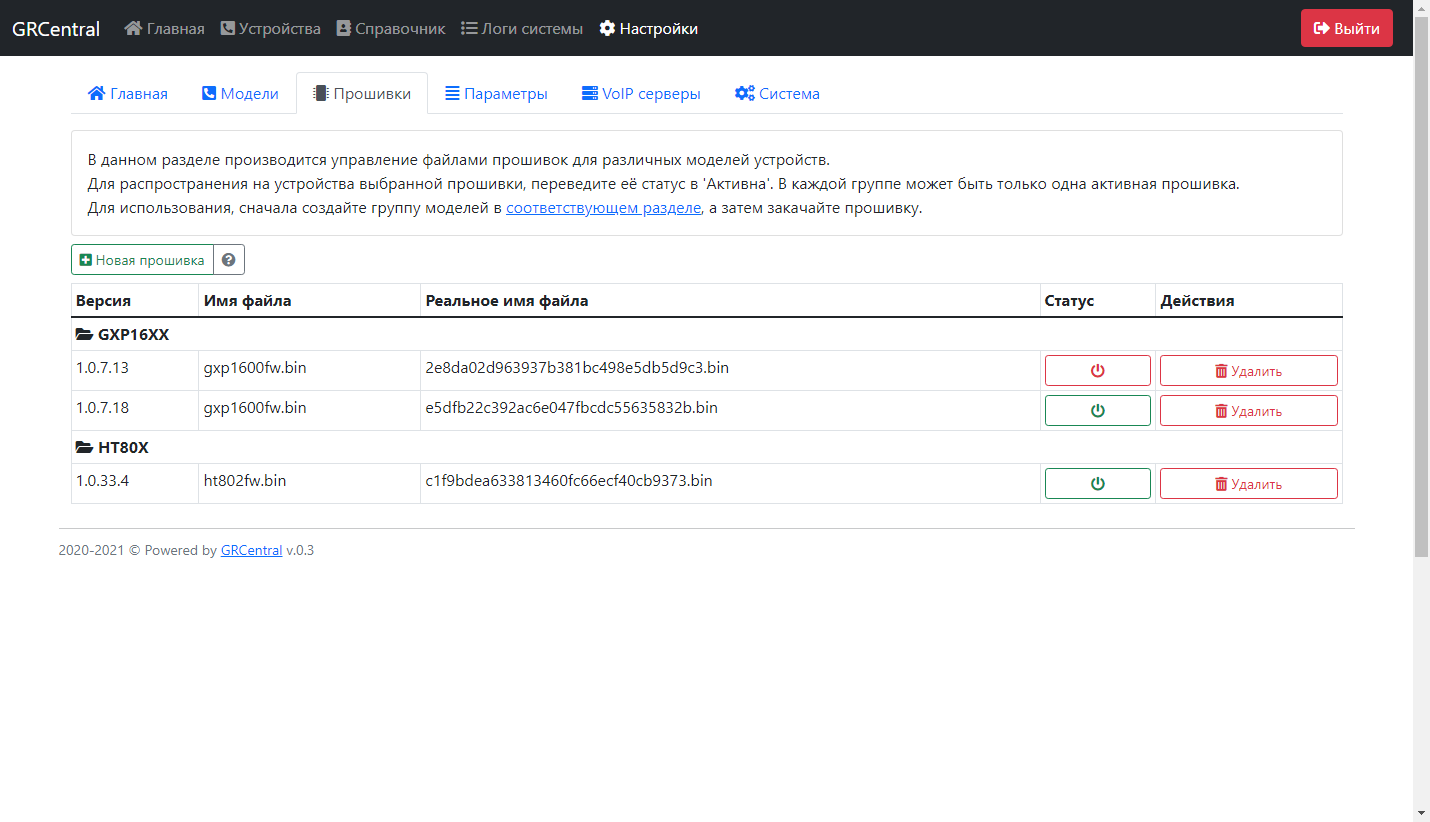 GRCentral Главная Устройства Справочник Логи системы Настройки Выйти
Главная Модели Прошивки Параметры VoIP серверы Система
В данном разделе производится управление файлами прошивок для различных моделей устройств.
Для распространения на устройства выбранной прошивки, переведите её статус в 'Активна'. В каждой группе может быть только одна активная прошивка.
Для использования, сначала создайте группу моделей в соответствующем разделе, а затем закачайте прошивку.
Новая прошивка
Версия Имя файла Реальное имя файла Статус Действия
GXP16XX
1.0.7.13 gxp1600fw.bin 2e8da02d963937b381bc498e5db5d9c3.bin Удалить
1.0.7.18 gxp1600fw.bin e5dfb22c392ac6e047fbcdc55635832b.bin Удалить
HT80X
1.0.33.4 ht802fw.bin c1f9bdea633813460fc66ecf40cb9373.bin Удалить
2020-2021 © Powered by GRCentral v.0.3